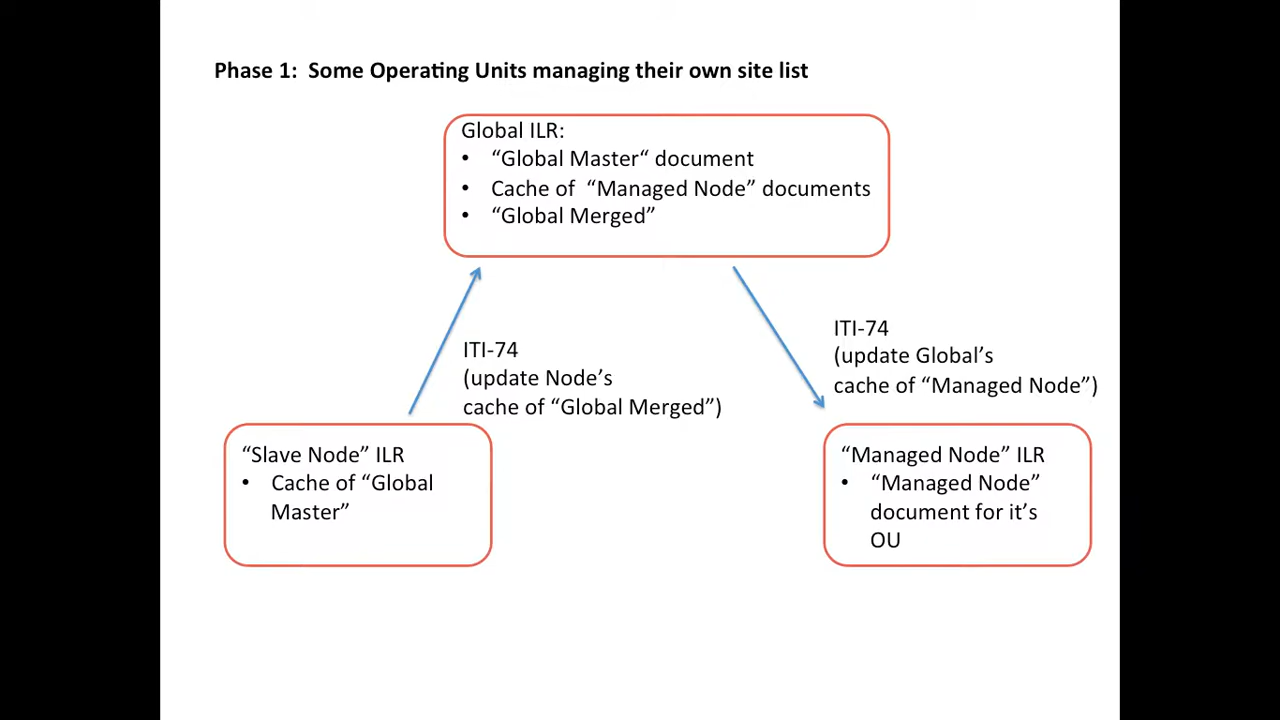 Phase 1:  Some Operating Units managing their own site list
Global ILR:
• “Global Master“ document
• Cache of  “Managed Node” documents
• “Global Merged”
ITI-74
(update Node’s
cache of “Global Merged”)
ITI-74
(update Global’s
cache of “Managed Node”)
“Slave Node” ILR
• Cache of “Global
Master”
“Managed Node” ILR
• “Managed Node”
document for it’s
OU